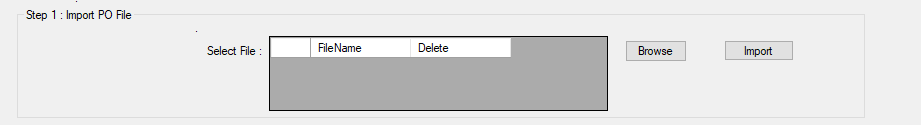 Step 1 : Import PO File
Select File :
FileName Delete
Browse
Import